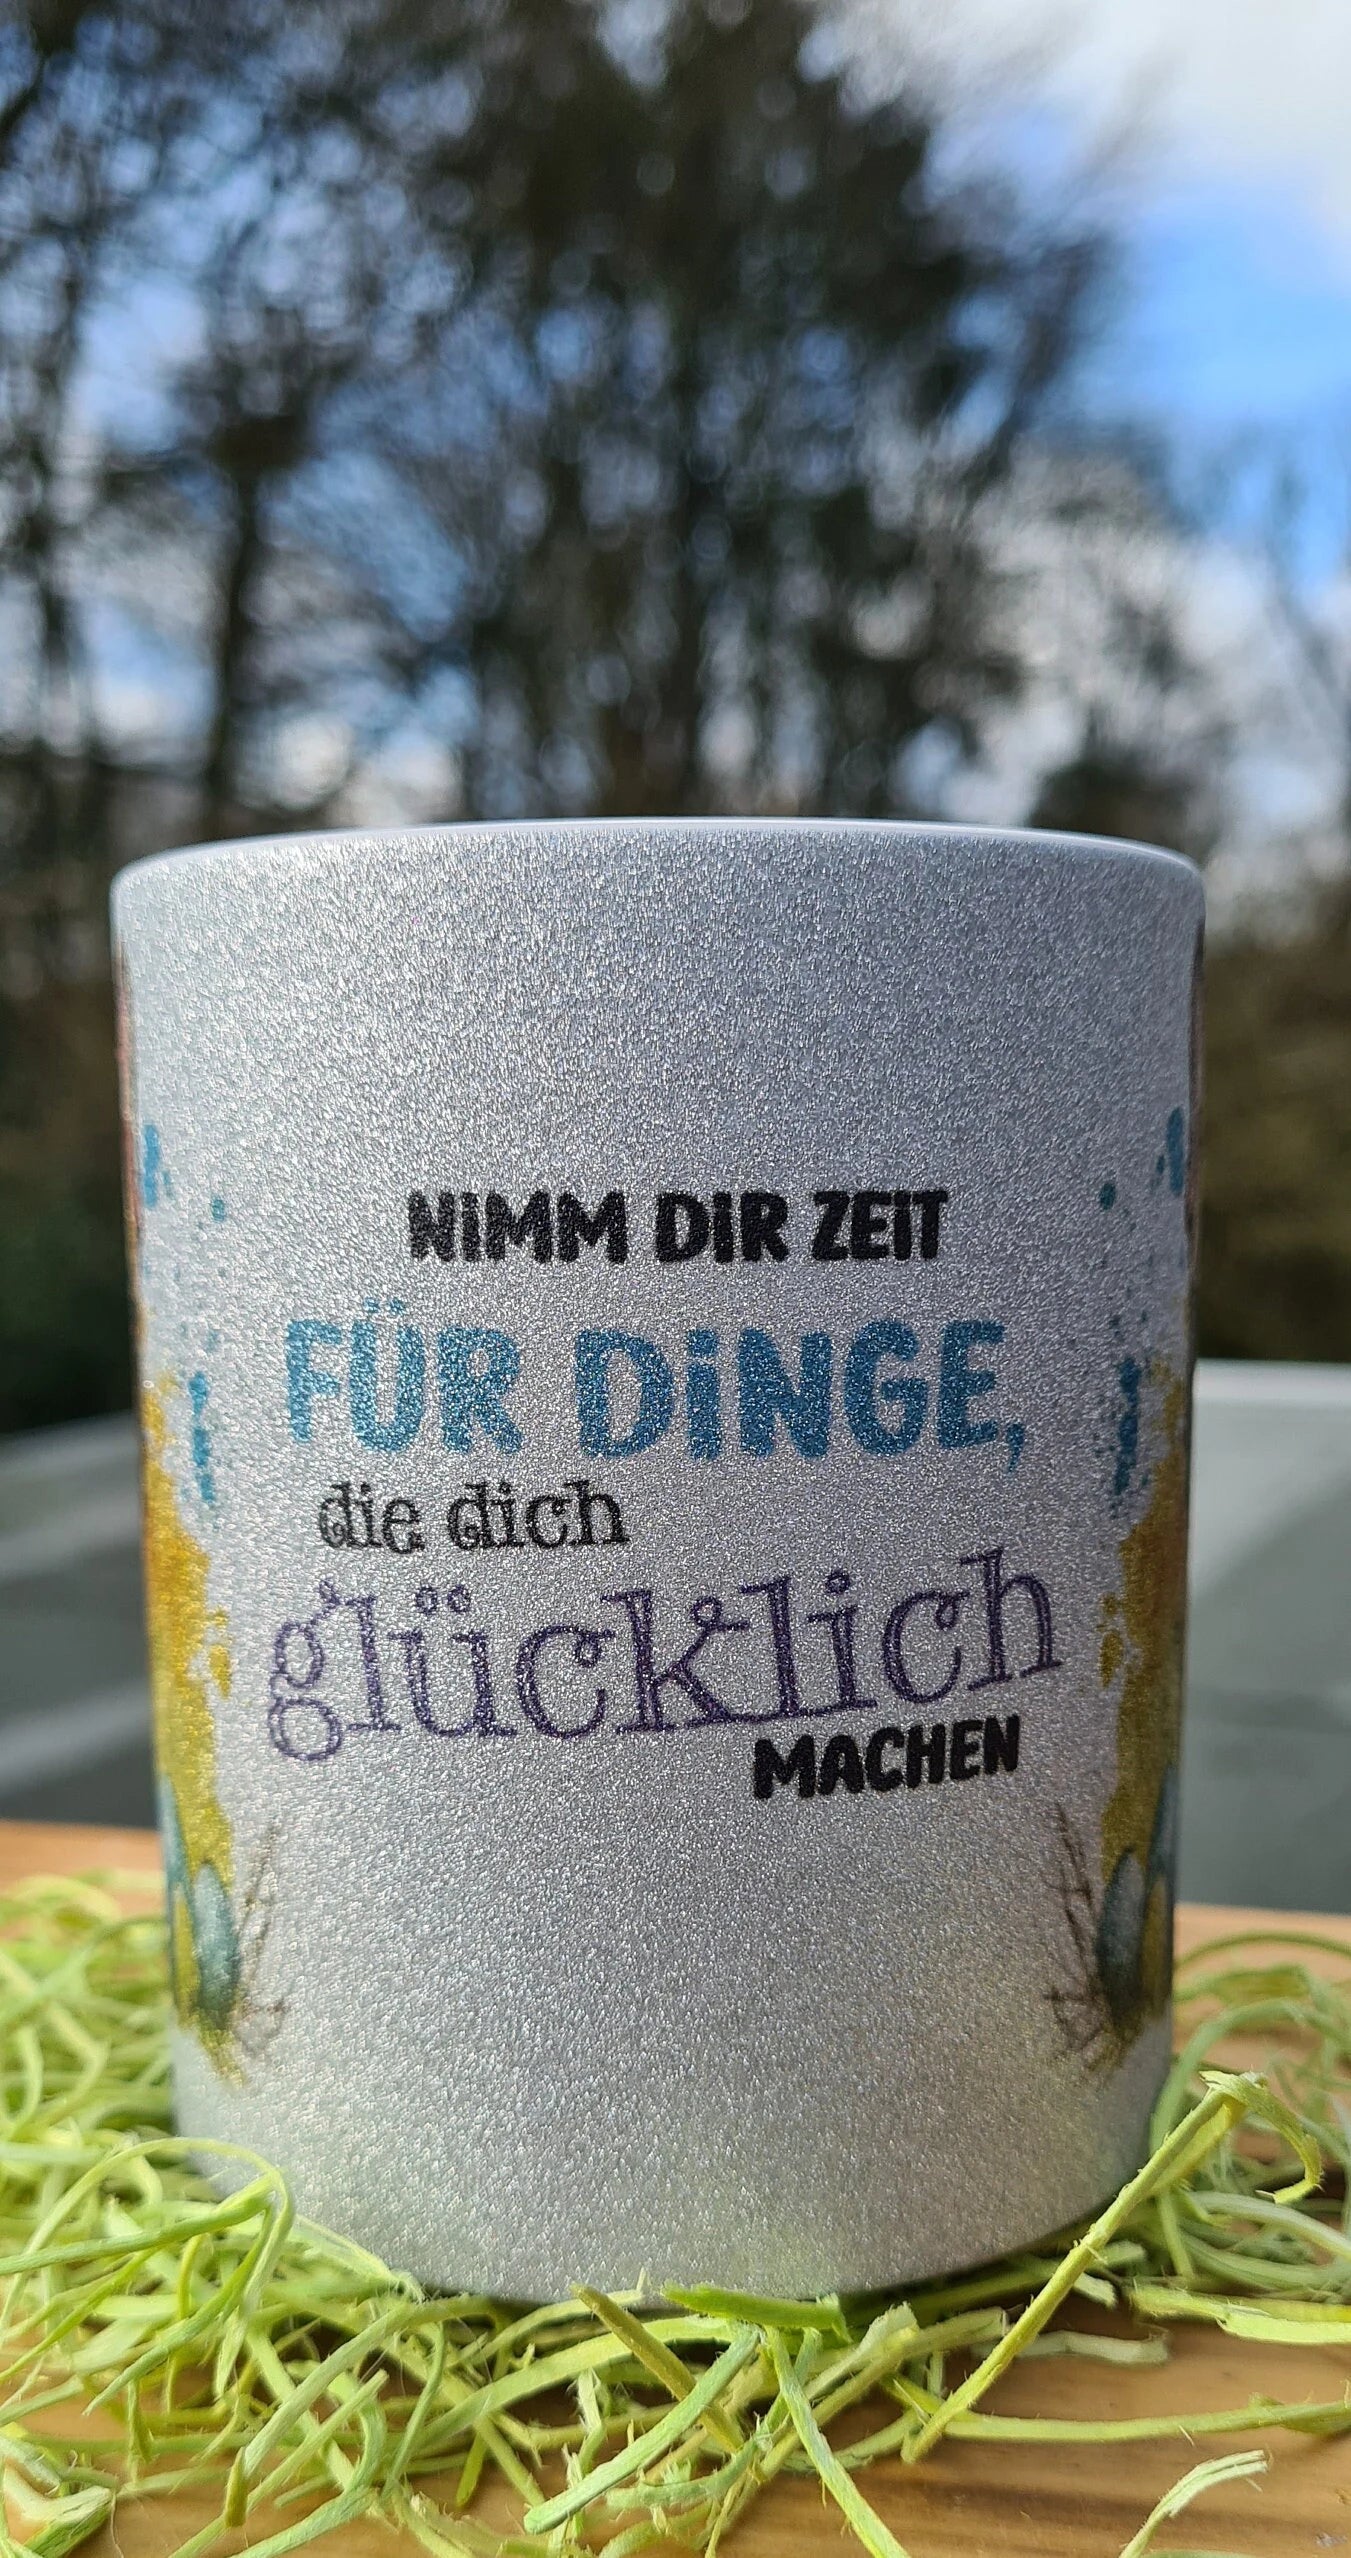 NIMM DIR ZEIT
FÜR DINGE,
die dich
glücklich
MACHEN